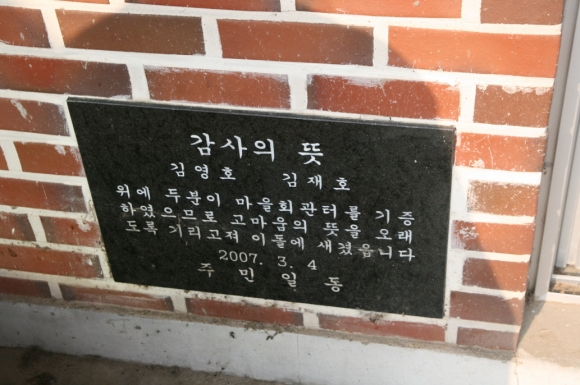 감사의 뜻
김영호 김재호
위에 두분이 마을회관터를 기증
하였으므로 고마움의 뜻을 오래
도록 기리고져 이돌에 새겼읍니다
2007. 3. 4
주민일동